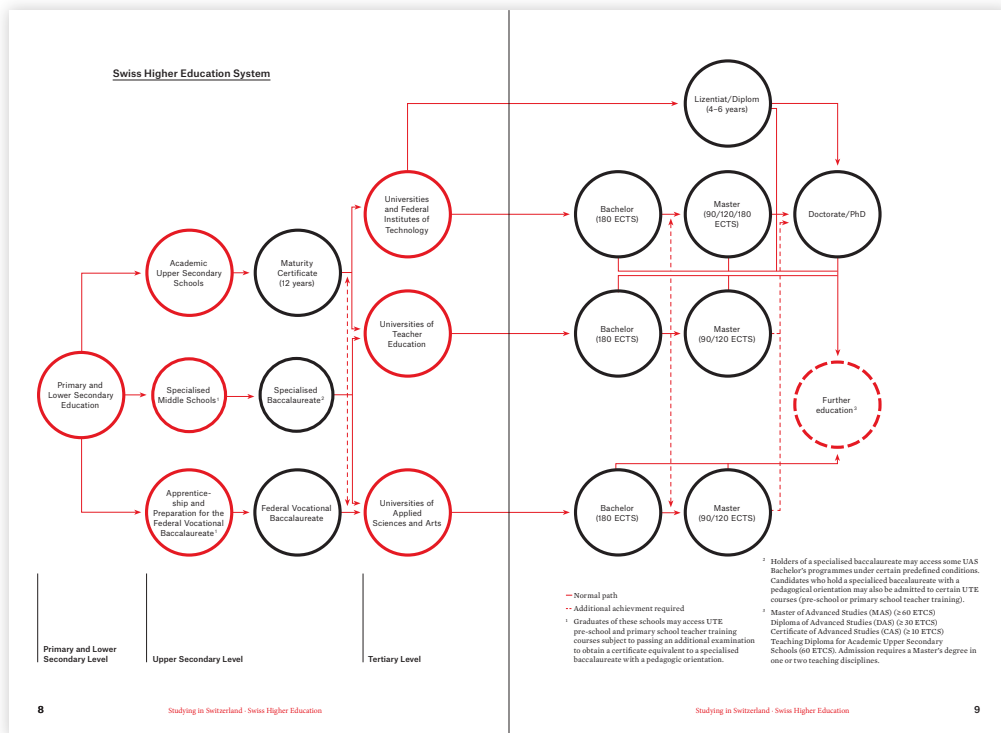 Swiss Higher Education System
Lizentiat/Diplom
(4–6 years)
Universities
and Federal
Institutes of
Technology
Bachelor
(180 ECTS)
Master
(90/120/180
ECTS)
Doctorate/PhD
Academic
Upper Secondary
Schools
Maturity
Certificate
(12 years)
Universities of
Teacher
Education
Bachelor
(180 ECTS)
Master
(90/120 ECTS)
Primary and
Lower Secondary
Education
Specialised
Middle Schools¹
Specialised
Baccalaureate²
Further
education³
Apprentice-
ship and
Preparation for the
Federal Vocational
Baccalaureate¹
Federal Vocational
Baccalaureate
Universities of
Applied
Sciences and Arts
Bachelor
(180 ECTS)
Master
(90/120 ECTS)
Primary and Lower
Secondary Level
Upper Secondary Level
Tertiary Level
Normal path
Additional achievment required
¹ Graduates of these schools may access UTE
pre-school and primary school teacher training
courses subject to passing an additional examination
to obtain a certificate equivalent to a specialised
baccalaureate with a pedagogic orientation.
² Holders of a specialised baccalaureate may access some UAS
Bachelor's programmes under certain predefined conditions.
Candidates who hold a specialiced baccalaureate with a
pedagogical orientation may also be admitted to certain UTE
courses (pre-school or primary school teacher training).
³ Master of Advanced Studies (MAS) (≥ 60 ETCS)
Diploma of Advanced Studies (DAS) (≥ 30 ETCS)
Certificate of Advanced Studies (CAS) (≥ 10 ETCS)
Teaching Diploma for Academic Upper Secondary
Schools (60 ETCS). Admission requires a Master's degree in
one or two teaching disciplines.
8
Studying in Switzerland · Swiss Higher Education
Studying in Switzerland · Swiss Higher Education
9